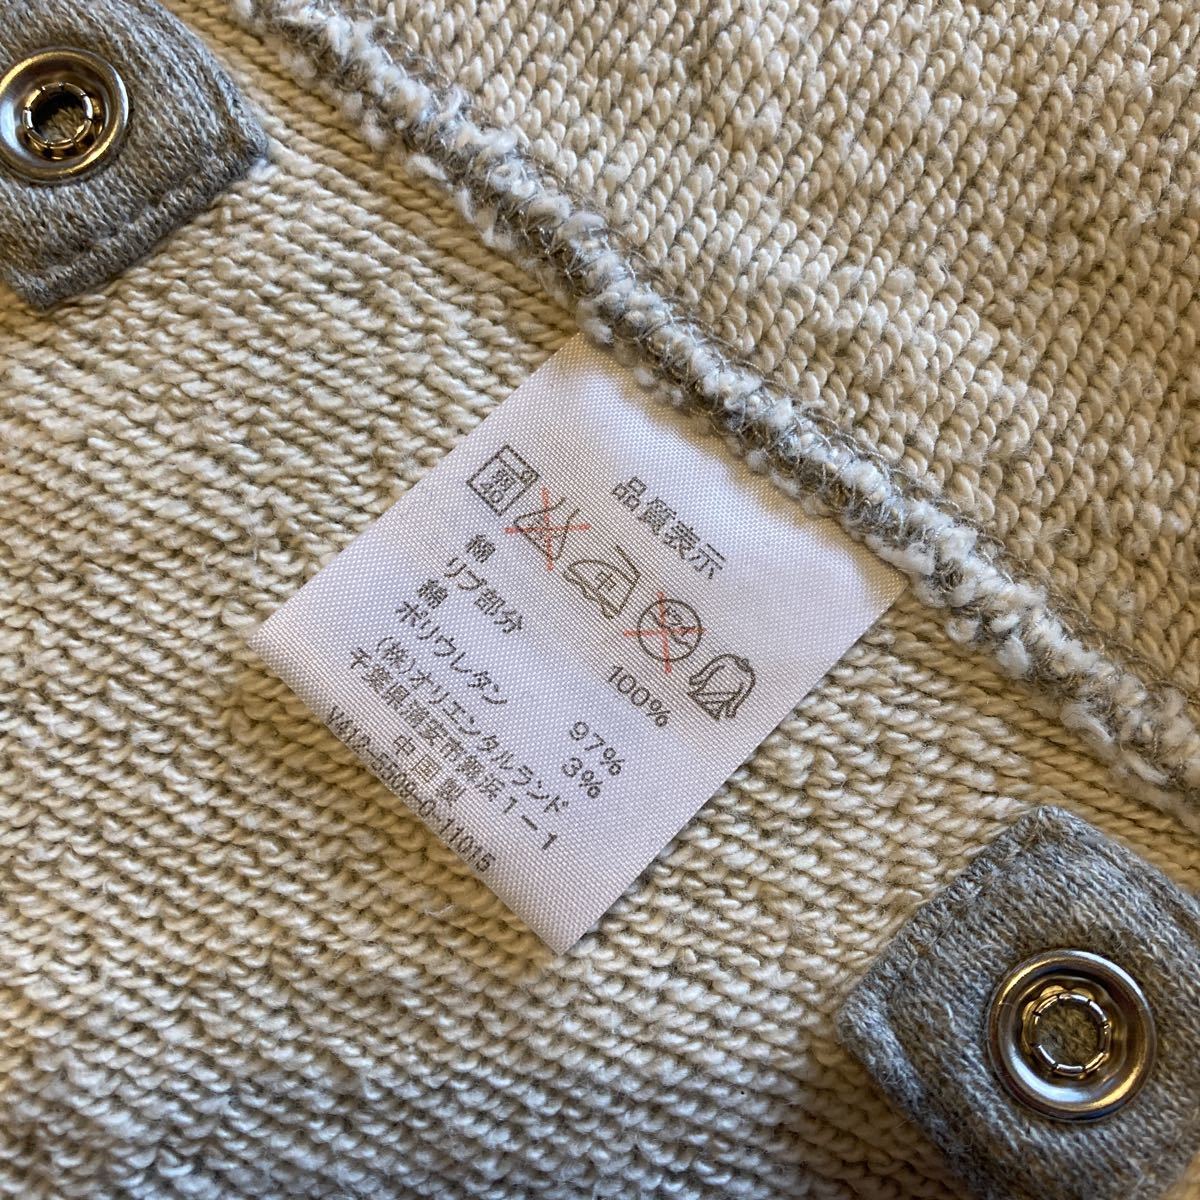 品質表示
中
綿 100%
リブ部分
綿 97%
ポリウレタン 3%
(株)オリエンタルランド
千葉県浦安市舞浜1-1
中国製